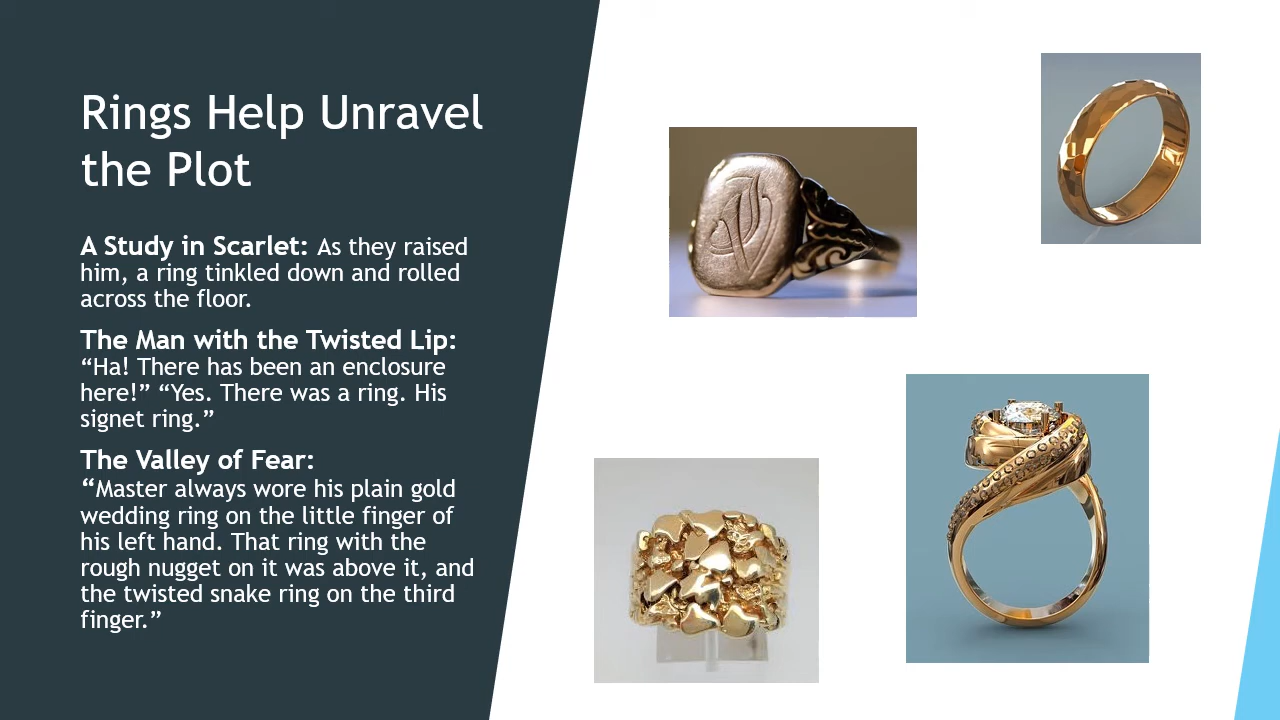 Rings Help Unravel
the Plot
A Study in Scarlet: As they raised
him, a ring tinkled down and rolled
across the floor.
The Man with the Twisted Lip:
“Ha! There has been an enclosure
here!” “Yes. There was a ring. His
signet ring.”
The Valley of Fear:
“Master always wore his plain gold
wedding ring on the little finger of
his left hand. That ring with the
rough nugget on it was above it, and
the twisted snake ring on the third
finger.”